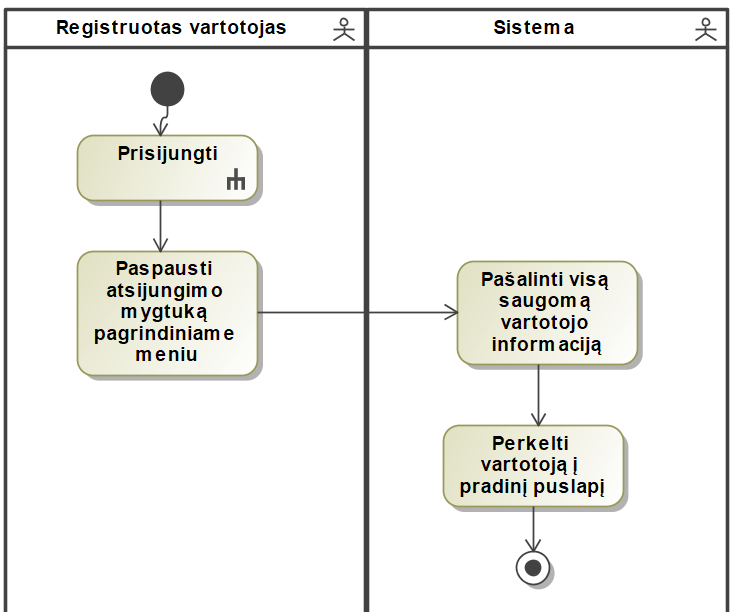 Registruotas vartotojas
Sistema
Prisijungti
Paspausti
atsijungimo
mygtuką
pagrindiniame
meniu
Pašalinti visą
saugomą
vartotojo
informaciją
Perkelti
vartotoją į
pradinį puslapį